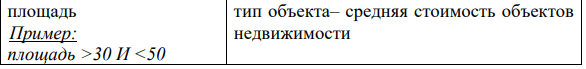 площадь
Пример:
площадь >30 И <50
тип объекта– средняя стоимость объектов
недвижимости